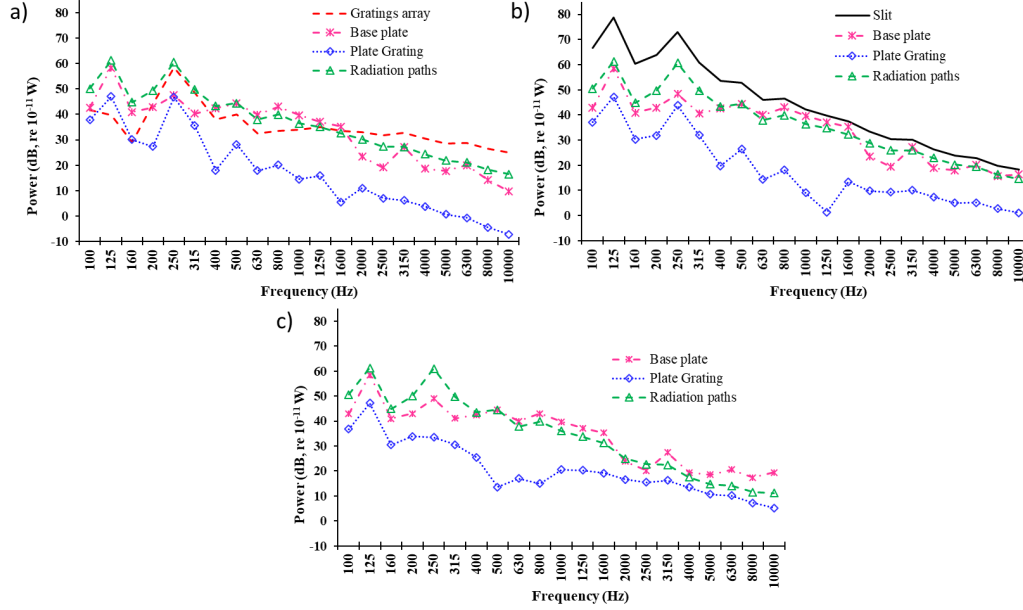 a)
Power (dB, re 10⁻¹¹ W)
80
70
60
50
40
30
20
10
0
-10
Gratings array
Base plate
Plate Grating
Radiation paths
100 125 160 200 250 315 400 500 630 800 1000 1250 1600 2000 2500 3150 4000 5000 6300 8000 10000
Frequency (Hz)
b)
Power (dB, re 10⁻¹¹ W)
80
70
60
50
40
30
20
10
0
-10
Slit
Base plate
Plate Grating
Radiation paths
100 125 160 200 250 315 400 500 630 800 1000 1250 1600 2000 2500 3150 4000 5000 6300 8000 10000
Frequency (Hz)
c)
Power (dB, re 10⁻¹¹ W)
80
70
60
50
40
30
20
10
0
-10
Base plate
Plate Grating
Radiation paths
100 125 160 200 250 315 400 500 630 800 1000 1250 1600 2000 2500 3150 4000 5000 6300 8000 10000
Frequency (Hz)